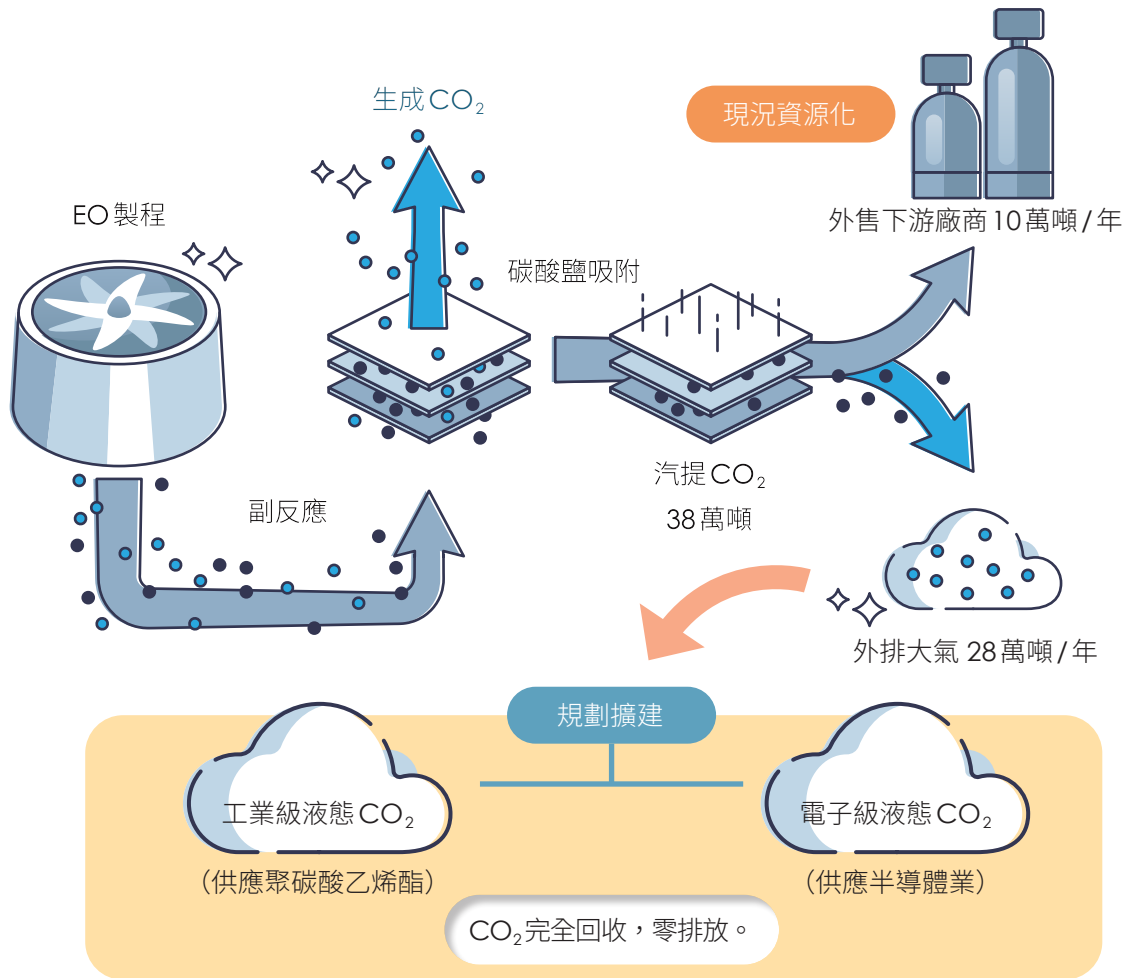 生成CO₂
現況資源化
EO製程
外售下游廠商10萬噸/年
碳酸鹽吸附
汽提CO₂
38萬噸
副反應
外排大氣 28萬噸/年
規劃擴建
工業級液態CO₂
(供應聚碳酸乙烯酯)
電子級液態CO₂
(供應半導體業)
CO₂完全回收,零排放。